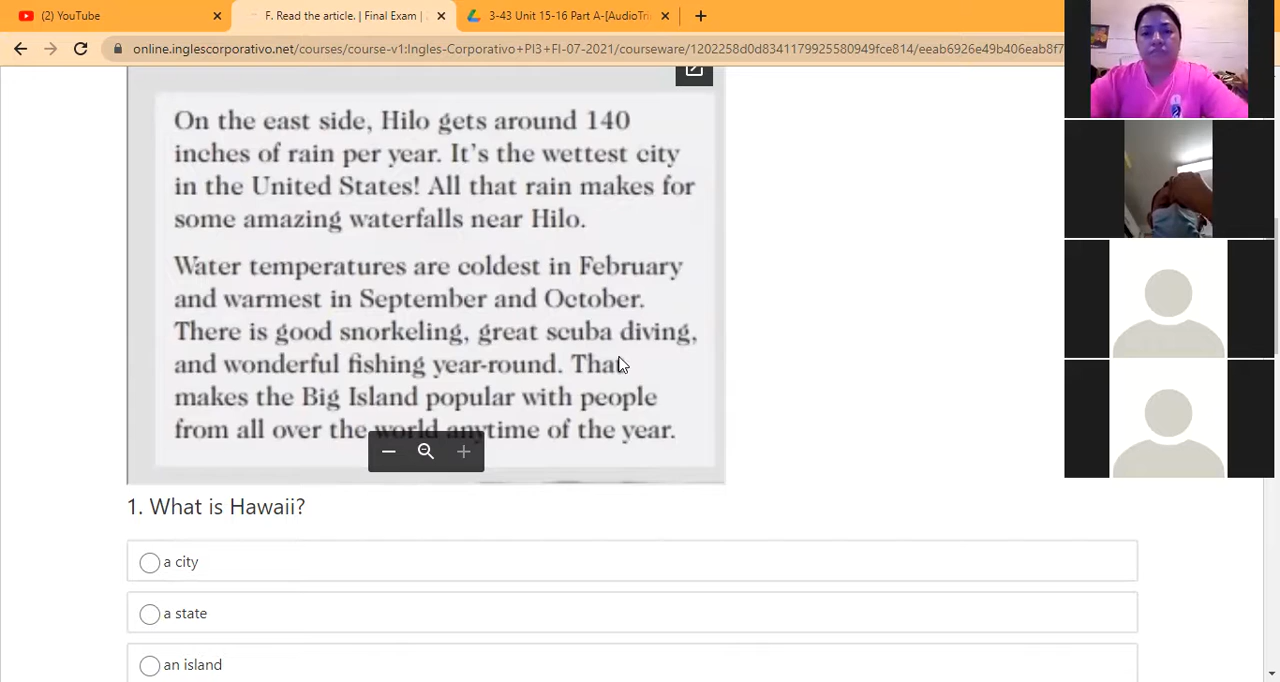 (2) YouTube
F. Read the article. | Final Exam |
3-43 Unit 15-16 Part A-[AudioTri
online.inglescorporativo.net/courses/course-v1:Ingles-Corporativo+PI3+FI-07-2021/courseware/1202258d0d8341179925580949fce814/eeab6926e49b406eab8f7
On the east side, Hilo gets around 140
inches of rain per year. It's the wettest city
in the United States! All that rain makes for
some amazing waterfalls near Hilo.
Water temperatures are coldest in February
and warmest in September and October.
There is good snorkeling, great scuba diving,
and wonderful fishing year-round. That
makes the Big Island popular with people
from all over the world anytime of the year.
1. What is Hawaii?
a city
a state
an island